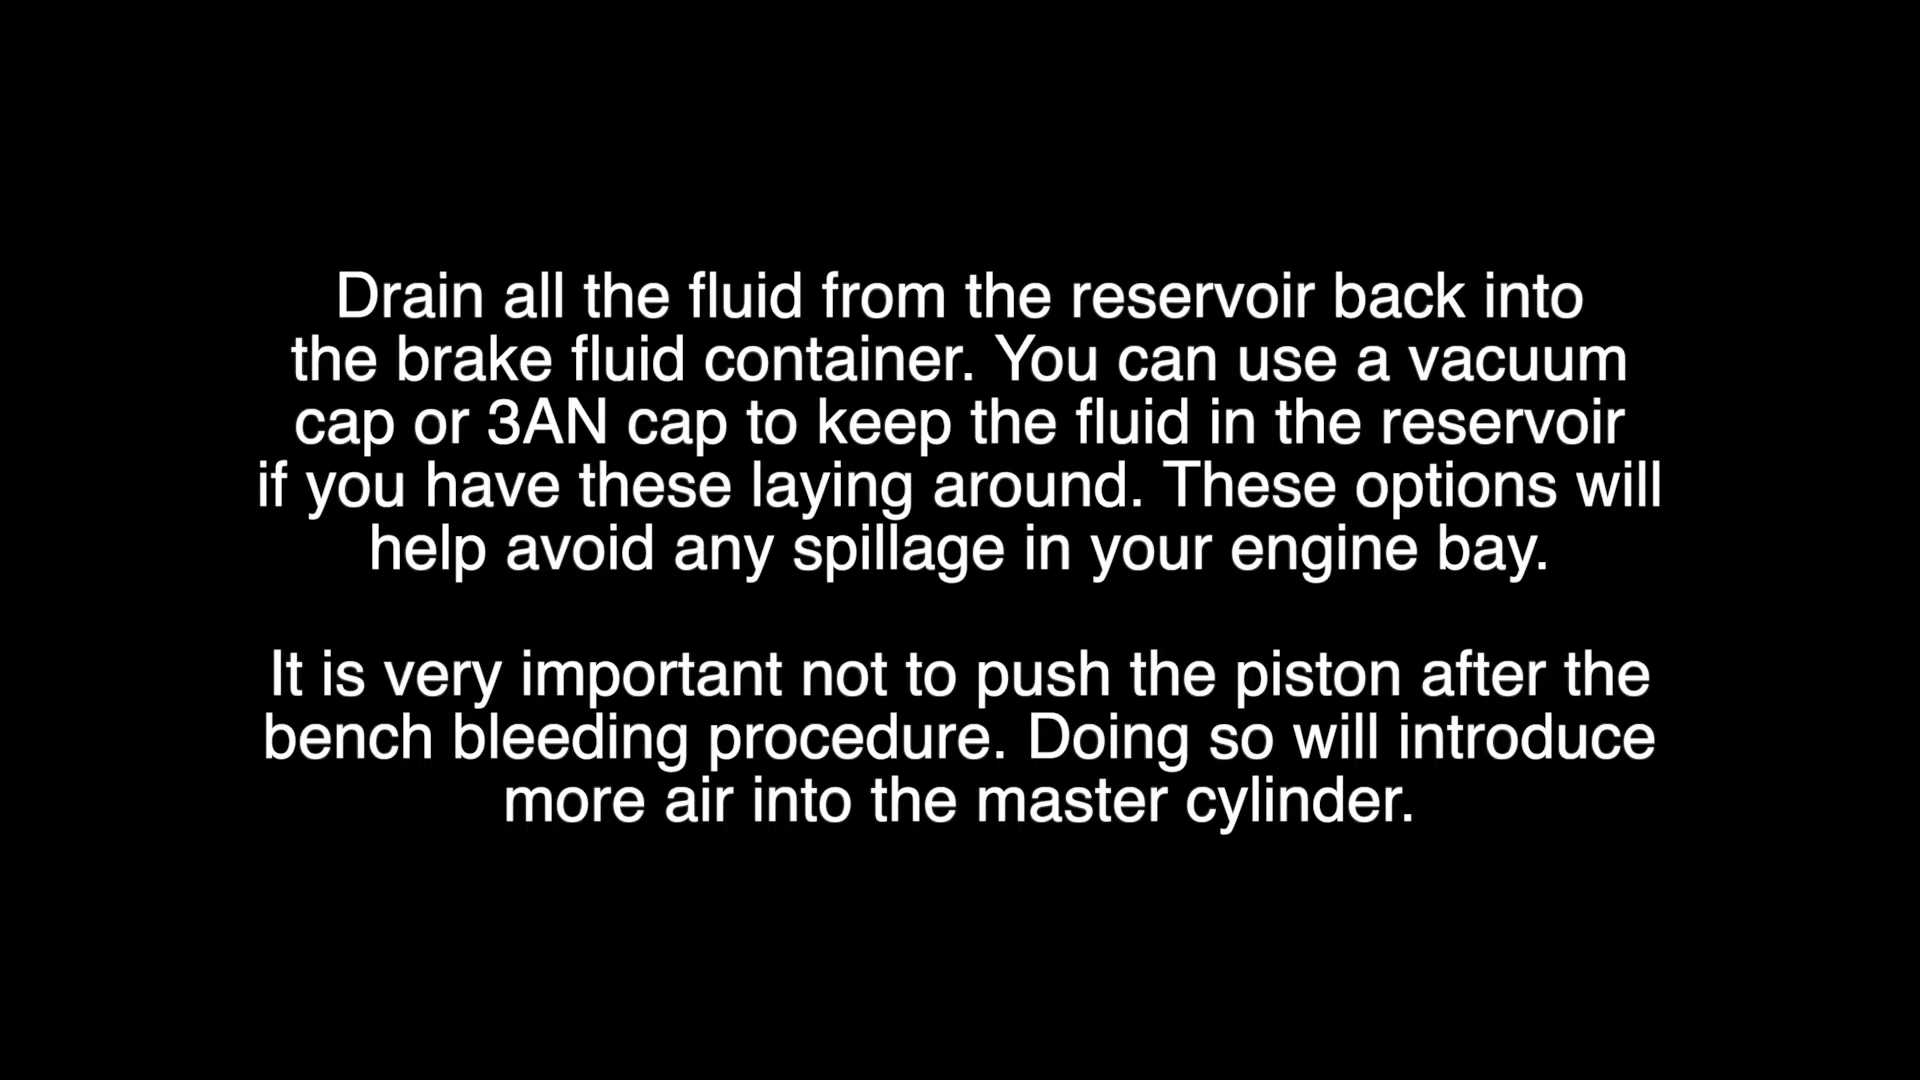 Drain all the fluid from the reservoir back into
the brake fluid container. You can use a vacuum
cap or 3AN cap to keep the fluid in the reservoir
if you have these laying around. These options will
help avoid any spillage in your engine bay.
It is very important not to push the piston after the
bench bleeding procedure. Doing so will introduce
more air into the master cylinder.